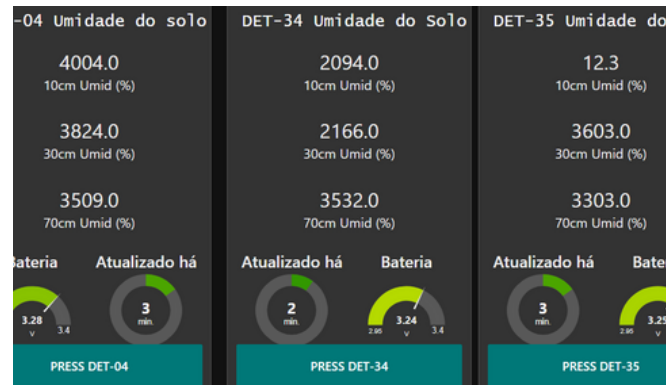 -04 Umidade do solo
4004.0
10cm Umid (%)
3824.0
30cm Umid (%)
3509.0
70cm Umid (%)
Bateria Atualizado há
3.28
v
3.4
3
min.
PRESS DET-04
DET-34 Umidade do Solo
2094.0
10cm Umid (%)
2166.0
30cm Umid (%)
3532.0
70cm Umid (%)
Atualizado há Bateria
2
min.
2.95
3.24
v
3.4
PRESS DET-34
DET-35 Umidade do
12.3
10cm Umid (%)
3603.0
30cm Umid (%)
3303.0
70cm Umid (%)
Atualizado há Bate
3
min.
2.95
3.25
v
PRESS DET-35